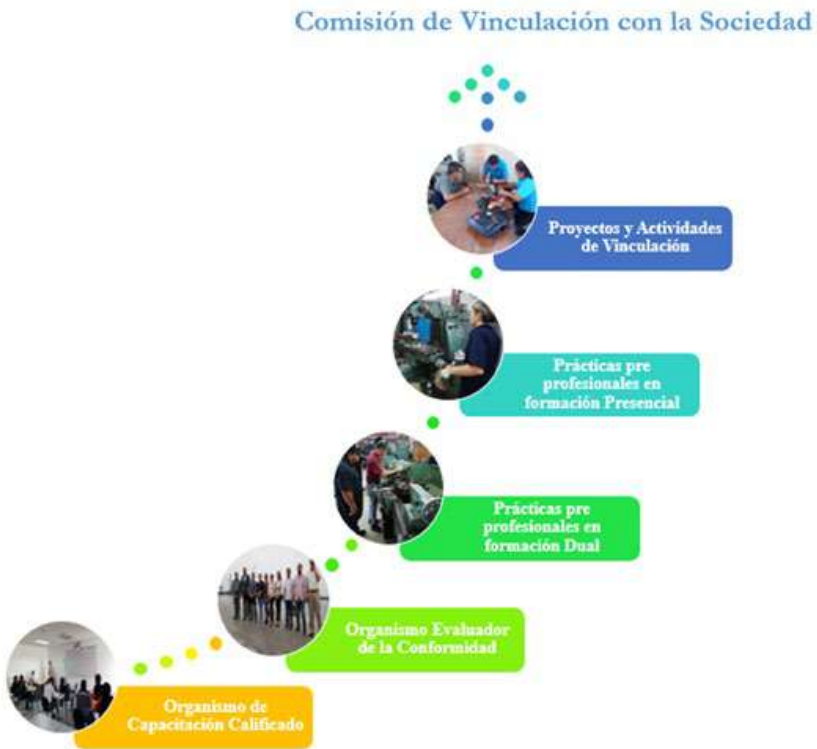 Comisión de Vinculación con la Sociedad
Proyectos y Actividades
de Vinculación
Prácticas pre
profesionales en
formación Presencial
Prácticas pre
profesionales en
formación Dual
Organismo Evaluador
de la Conformidad
Organismo de
Capacitación Calificado